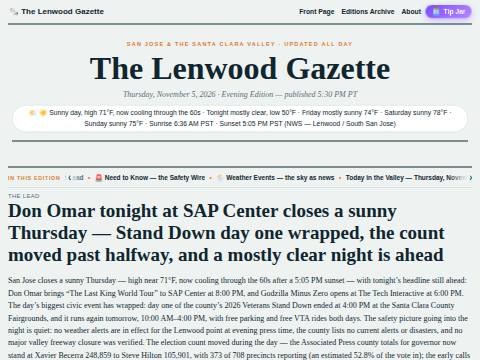 The Lenwood Gazette
Front Page Editions Archive About Tip Jar
SAN JOSE & THE SANTA CLARA VALLEY · UPDATED ALL DAY
The Lenwood Gazette
Thursday, November 5, 2026 · Evening Edition — published 5:30 PM PT
Sunny day, high 71°F, now cooling through the 60s · Tonight mostly clear, low 50°F · Friday mostly sunny 74°F · Saturday sunny 78°F ·
Sunday sunny 75°F · Sunrise 6:36 AM PST · Sunset 5:05 PM PST (NWS — Lenwood / South San Jose)
IN THIS EDITION ‹ ead • Need to Know — the Safety Wire • Weather Events — the sky as news • Today in the Valley — Thursday, Novem ›
THE LEAD
Don Omar tonight at SAP Center closes a sunny
Thursday — Stand Down day one wrapped, the count
moved past halfway, and a mostly clear night is ahead
San Jose closes a sunny Thursday — high near 71°F, now cooling through the 60s after a 5:05 PM sunset — with tonight's headline still ahead:
Don Omar brings “The Last King World Tour” to SAP Center at 8:00 PM, and Godzilla Minus Zero opens at The Tech Interactive at 6:00 PM.
The day's biggest civic event has wrapped: day one of the county's 2026 Veterans Stand Down ended at 4:00 PM at the Santa Clara County
Fairgrounds, and it runs again tomorrow, 10:00 AM–4:00 PM, with free parking and free VTA rides both days. The safety picture going into the
night is quiet: no weather alerts are in effect for the Lenwood point at evening press time, the county lists no current alerts or disasters, and no
major valley freeway closure was verified. The election count moved during the day — the Associated Press county totals for governor now
stand at Xavier Becerra 248,859 to Steve Hilton 105,901, with 373 of 708 precincts reporting (an estimated 52.8% of the vote in); the early calls